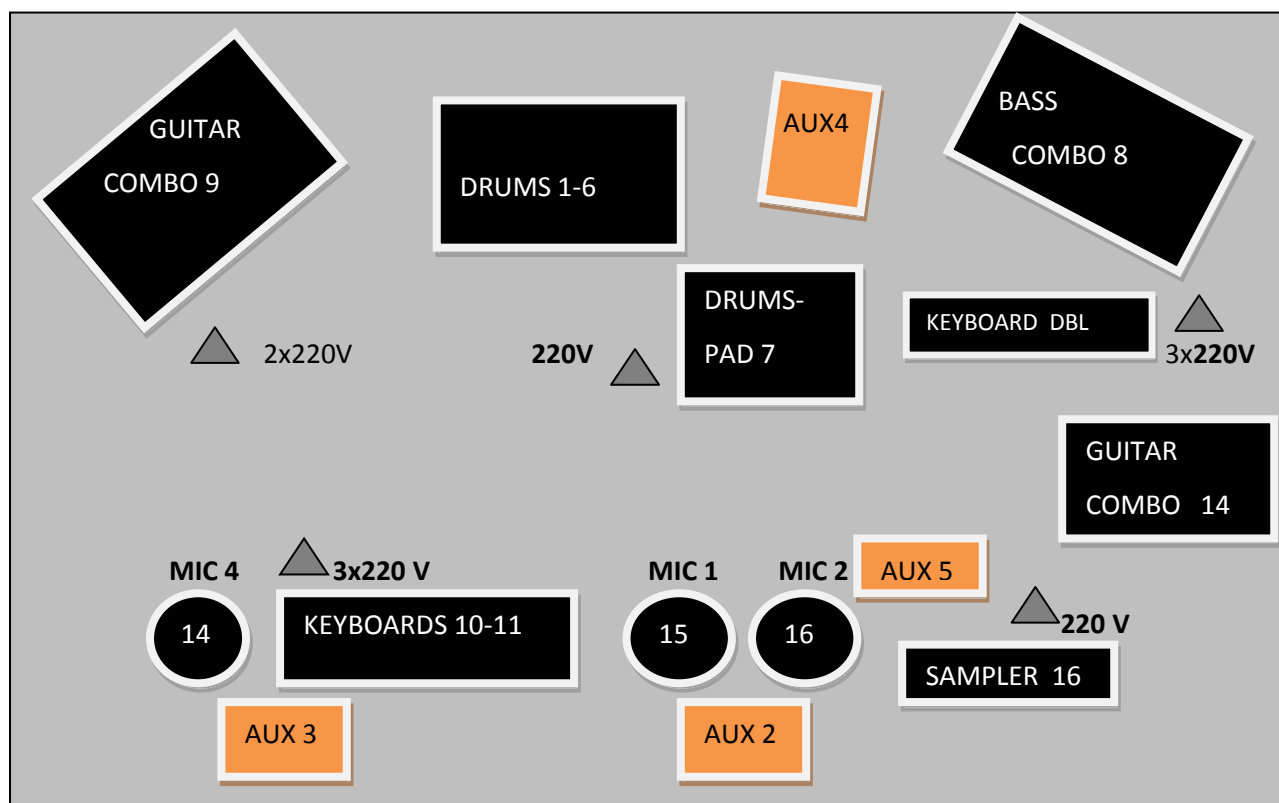 GUITAR
COMBO 9
DRUMS 1-6
AUX4
BASS
COMBO 8
DRUMS-
PAD 7
KEYBOARD DBL
2x220V
220V
3x220V
GUITAR
COMBO 14
MIC 4
3x220 V
MIC 1
MIC 2
AUX 5
14
KEYBOARDS 10-11
15
16
220 V
SAMPLER 16
AUX 3
AUX 2